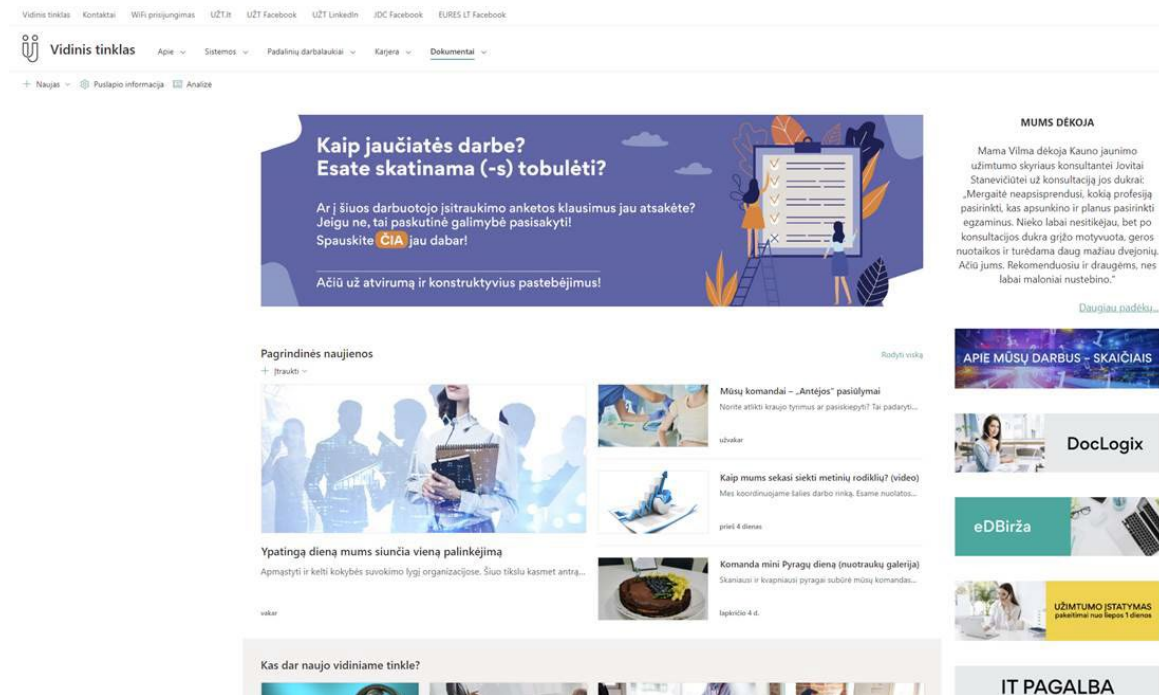 Vidinis tinklas Kontaktai WiFi prisijungimas UŽT.lt UŽT Facebook UŽT LinkedIn JDC Facebook EURES LT Facebook
Vidinis tinklas Apie Sistemos Padalinių darbalaukiai Karjera Dokumentai
+ Naujas Puslapio informacija Analizė
Kaip jaučiatės darbe?
Esate skatinama (-s) tobulėti?
Ar į šiuos darbuotojo įsitraukimo anketos klausimus jau atsakėte?
Jeigu ne, tai paskutinė galimybė pasisakyti!
Spauskite ČIA jau dabar!
Ačiū už atvirumą ir konstruktyvius pastebėjimus!
MUMS DĖKOJA
Mama Vilma dėkoja Kauno jaunimo
užimtumo skyriaus konsultantei Jovitai
Stanevičiūtei už konsultaciją jos dukrai:
„Mergaitė neapsisprendusi, kokią profesiją
pasirinkti, kas apsunkino ir planus pasirinkti
egzaminus. Nieko labai nesitikėjau, bet po
konsultacijos dukra grįžo motyvuota, geros
nuotaikos ir turėdama daug mažiau dvejonių.
Ačiū jums. Rekomenduosiu ir draugėms, nes
labai maloniai nustebino.“
Daugiau padėkų...
Pagrindinės naujienos
Rodyti viską
+ Įtraukti
Ypatingą dieną mums siunčia vieną palinkėjimą
Apmąstyti ir kelti kokybės suvokimo lygį organizacijose. Šiuo tikslu kasmet antrą...
vakar
Mūsų komandai – „Antėjos“ pasiūlymai
Norite atlikti kraujo tyrimus ar pasiskiepyti? Tai padaryti...
užvakar
Kaip mums sekasi siekti metinių rodiklių? (video)
Mes koordinuojame šalies darbo rinką. Esame nuolatos...
prieš 4 dienas
Komanda mini Pyragų dieną (nuotraukų galerija)
Skaniausi ir kvapniausi pyragai subūrė mūsų komandas...
lapkričio 4 d.
APIE MŪSŲ DARBUS – SKAIČIAIS
DocLogix
eDBirža
UŽIMTUMO ĮSTATYMAS
pakeitimai nuo liepos 1 dienos
IT PAGALBA
Kas dar naujo vidiniame tinkle?